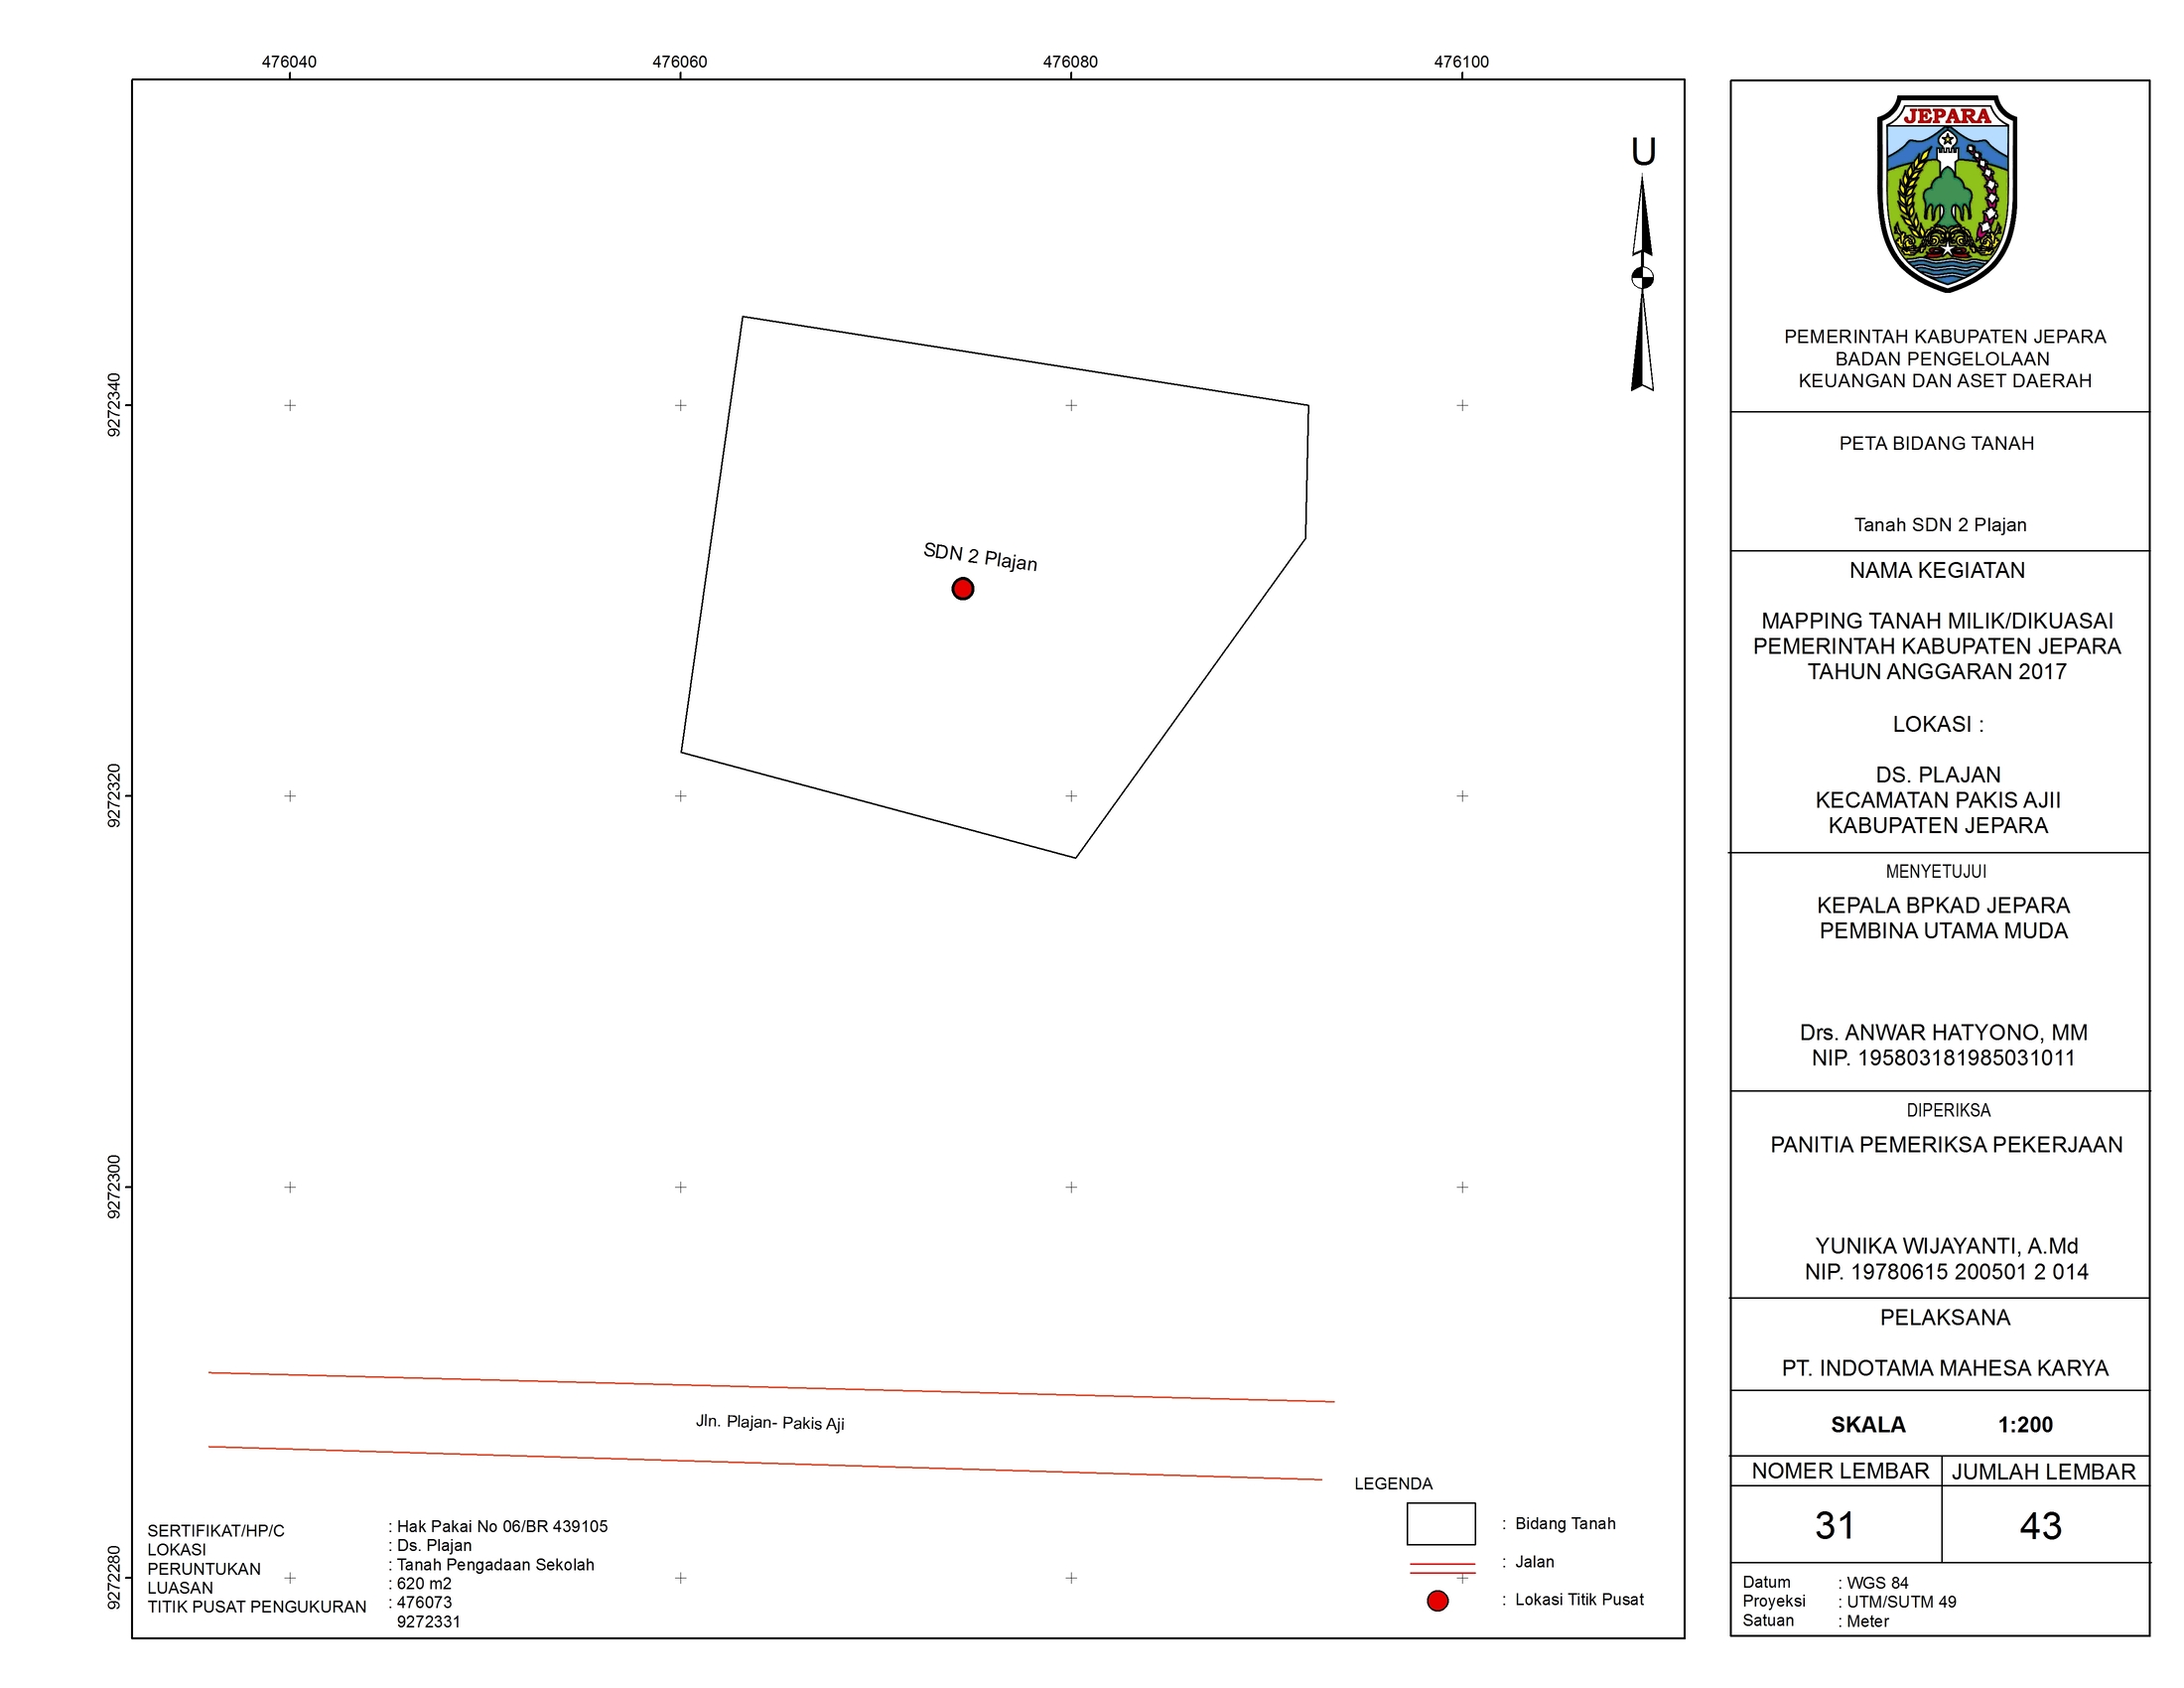 476040 476060 476080 476100
U
9272340
9272320
9272300
9272280
SDN 2 Plajan
Jln. Plajan- Pakis Aji
SERTIFIKAT/HP/C : Hak Pakai No 06/BR 439105
LOKASI : Ds. Plajan
PERUNTUKAN : Tanah Pengadaan Sekolah
LUASAN : 620 m2
TITIK PUSAT PENGUKURAN : 476073
9272331
LEGENDA
: Bidang Tanah
: Jalan
: Lokasi Titik Pusat
JEPARA
PEMERINTAH KABUPATEN JEPARA
BADAN PENGELOLAAN
KEUANGAN DAN ASET DAERAH
PETA BIDANG TANAH
Tanah SDN 2 Plajan
NAMA KEGIATAN
MAPPING TANAH MILIK/DIKUASAI
PEMERINTAH KABUPATEN JEPARA
TAHUN ANGGARAN 2017
LOKASI :
DS. PLAJAN
KECAMATAN PAKIS AJII
KABUPATEN JEPARA
MENYETUJUI
KEPALA BPKAD JEPARA
PEMBINA UTAMA MUDA
Drs. ANWAR HATYONO, MM
NIP. 195803181985031011
DIPERIKSA
PANITIA PEMERIKSA PEKERJAAN
YUNIKA WIJAYANTI, A.Md
NIP. 19780615 200501 2 014
PELAKSANA
PT. INDOTAMA MAHESA KARYA
SKALA 1:200
NOMER LEMBAR JUMLAH LEMBAR
31 43
Datum : WGS 84
Proyeksi : UTM/SUTM 49
Satuan : Meter